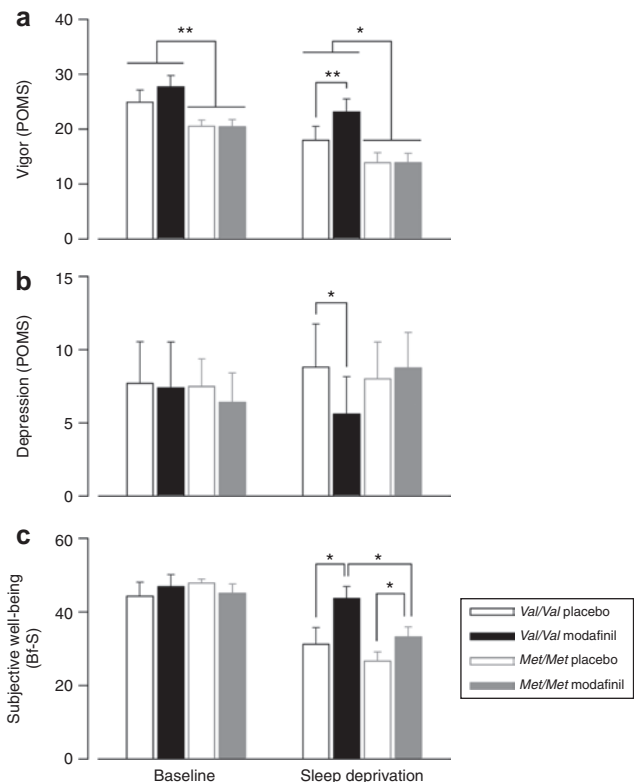 a
**
*
**
40
30
20
10
0
Vigor (POMS)
b
*
15
10
5
0
Depression (POMS)
c
*
*
*
60
40
20
0
Subjective well-being
(Bf-S)
Val/Val placebo
Val/Val modafinil
Met/Met placebo
Met/Met modafinil
Baseline
Sleep deprivation